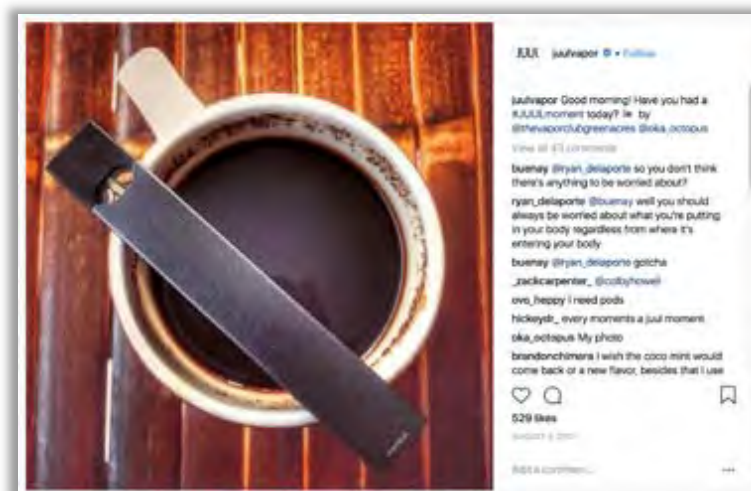 JUUL juulvapor • Follow
juulvapor Good morning! Have you had a
#JUULmoment today? by
@thevaporclubgreenacres @oka_octopus
View all 43 comments
buenay @ryan_delaporte so you don't think
there's anything to be worried about?
ryan_delaporte @buenay well you should
always be worried about what you're putting
in your body regardless from where it's
entering your body
buenay @ryan_delaporte gotcha
_zackcarpenter_ @colbyhowell
ovo_heppy I need pods
hickeydr_ every moments a juul moment
oka_octopus My photo
brandonchimera I wish the coco mint would
come back or a new flavor, besides that I use
529 likes
Add a comment...